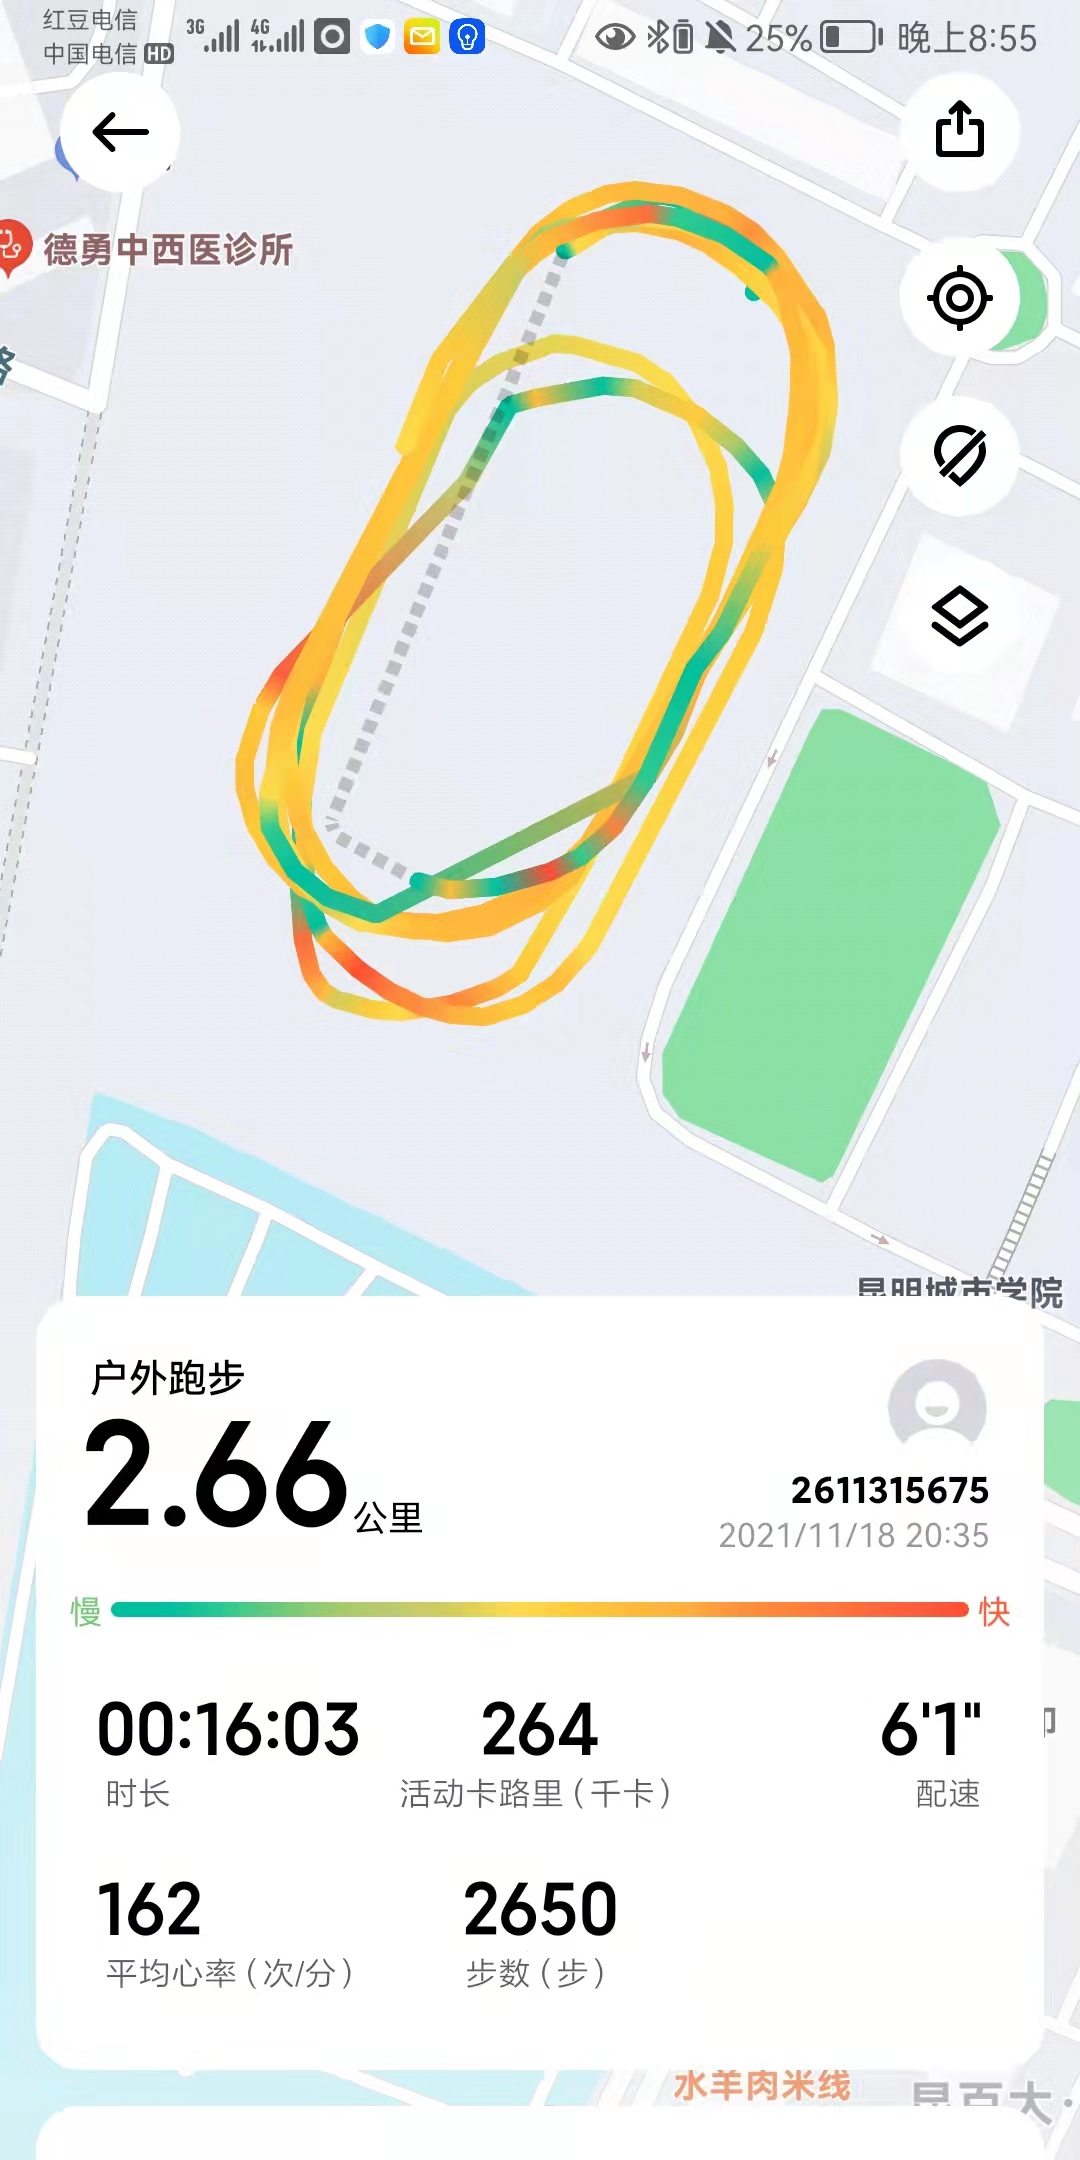 红豆电信
中国电信 HD
3G 4G 25% 晚上8:55
德勇中西医诊所
昆明城市学院
户外跑步
2.66公里
2611315675
2021/11/18 20:35
慢 快
00:16:03 264 6'1"
时长 活动卡路里(千卡) 配速
162 2650
平均心率(次/分) 步数(步)
水羊肉米线
昆百大·